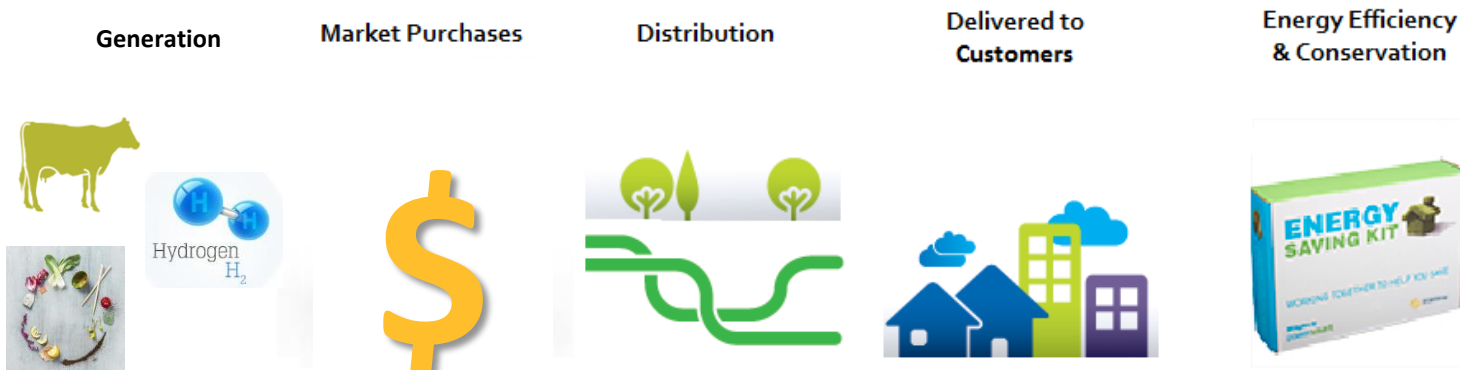 Generation
Market Purchases
Distribution
Delivered to
Customers
Energy Efficiency
& Conservation
H
H
Hydrogen
H2
$
ENERGY
SAVING KIT
WORKING TOGETHER TO HELP YOU SAVE